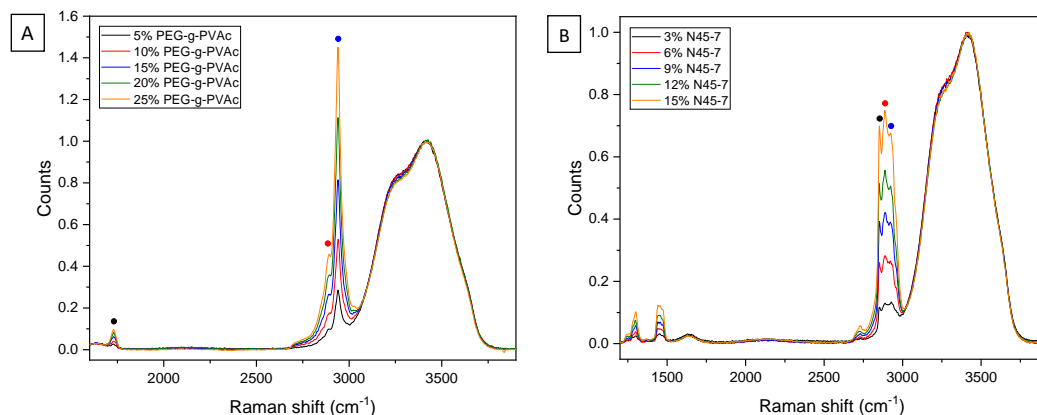 A
5% PEG-g-PVAc
10% PEG-g-PVAc
15% PEG-g-PVAc
20% PEG-g-PVAc
25% PEG-g-PVAc
1.6
1.4
1.2
1.0
0.8
0.6
0.4
0.2
0.0
Counts
2000 2500 3000 3500
Raman shift (cm⁻¹)
B
3% N45-7
6% N45-7
9% N45-7
12% N45-7
15% N45-7
1.0
0.8
0.6
0.4
0.2
0.0
Counts
1500 2000 2500 3000 3500
Raman shift (cm⁻¹)